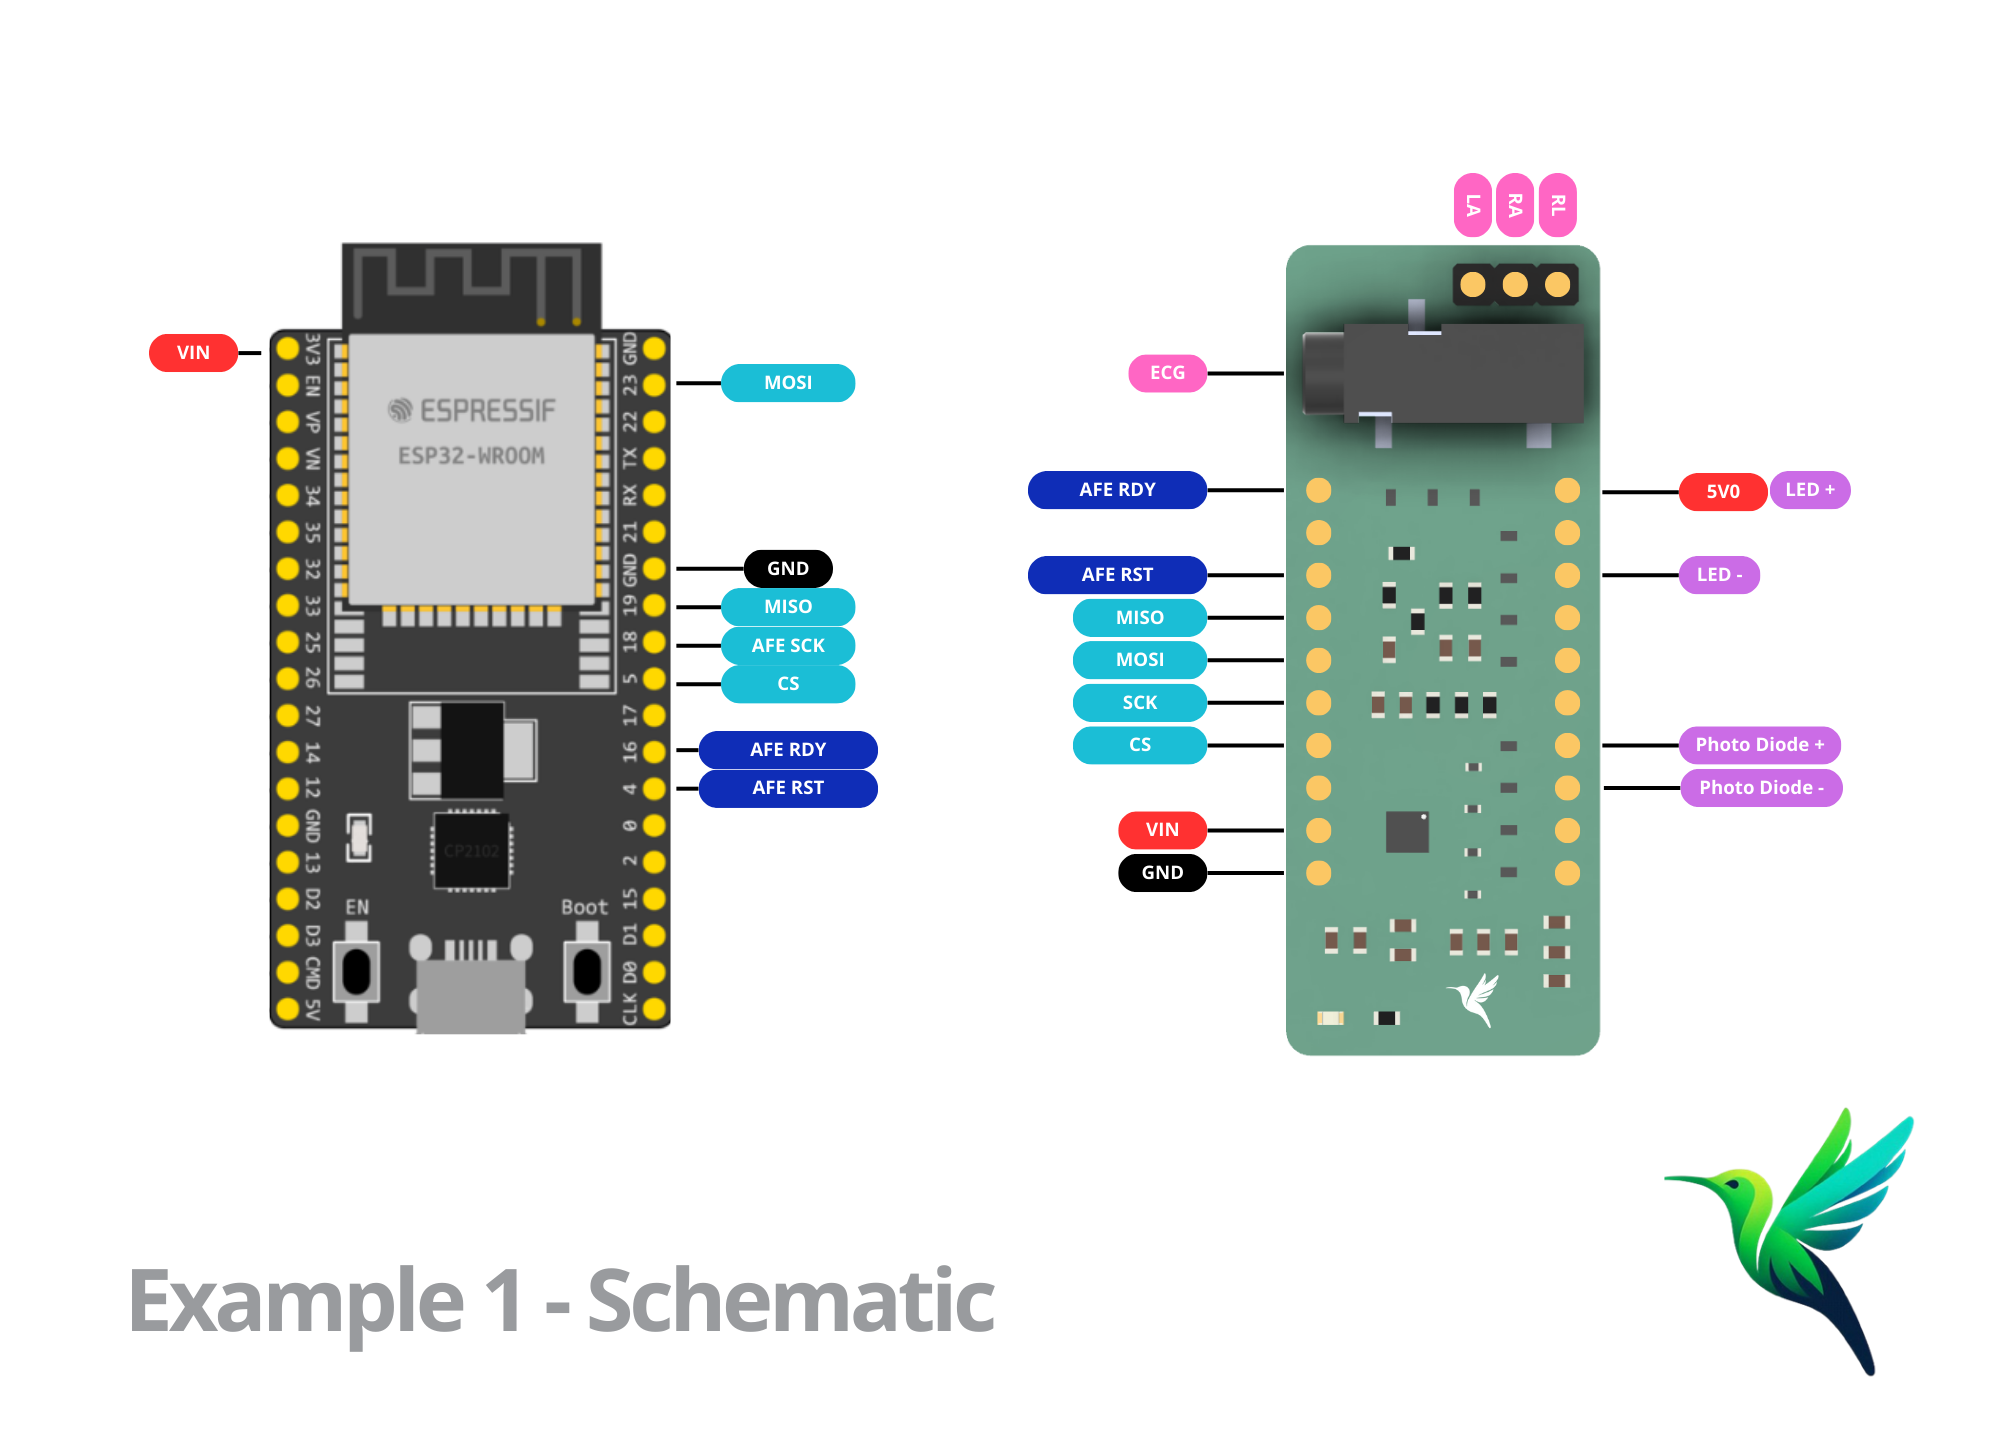 VIN
3V3
EN
VP
VN
34
35
32
33
25
26
27
14
12
GND
13
D2
D3
CMD
5V
ESPRESSIF
ESP32-WROOM
CP2102
EN
Boot
GND
23
22
TX
RX
21
GND
19
18
5
17
16
4
0
2
15
D1
D0
CLK
MOSI
GND
MISO
AFE SCK
CS
AFE RDY
AFE RST
LA
RA
RL
ECG
AFE RDY
AFE RST
MISO
MOSI
SCK
CS
VIN
GND
5V0 LED +
LED -
Photo Diode +
Photo Diode -
Example 1 - Schematic